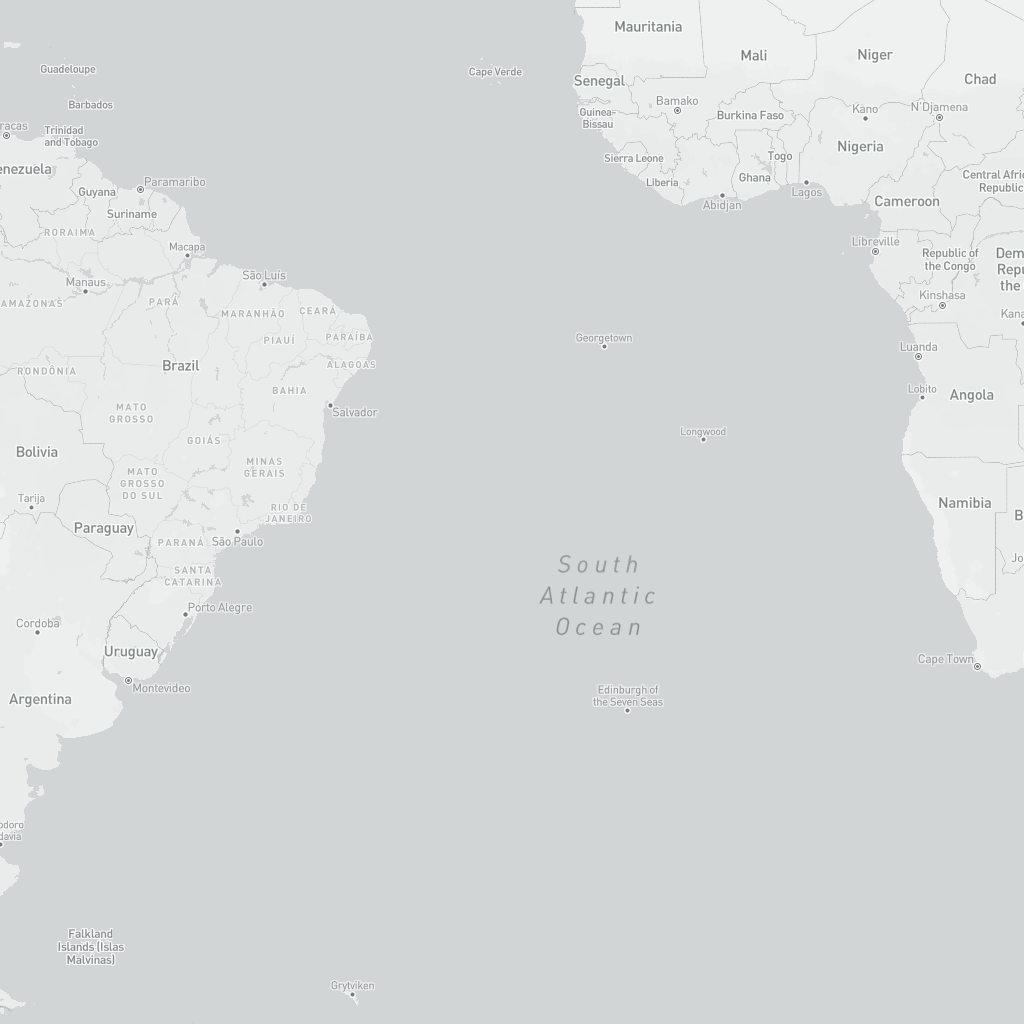 Mauritania
Mali
Niger
Chad
Guadeloupe
Cape Verde
Senegal
Barbados
Bamako
Burkina Faso
Kano
N'Djamena
racas
Trinidad
and Tobago
Guinea-
Bissau
Nigeria
Sierra Leone
Togo
enezuela
Guyana
Paramaribo
Liberia
Ghana
Lagos
Central Afric
Republic
Suriname
Abidjan
Cameroon
RORAIMA
Macapa
Libreville
Republic of
the Congo
Dem
Repu
the
São Luís
Manaus
AMAZONAS
PARÁ
MARANHÃO
CEARÁ
Kinshasa
Kana
PIAUÍ
PARAÍBA
Georgetown
Luanda
Brazil
ALAGOAS
RONDÔNIA
BAHIA
Lobito
Angola
MATO
GROSSO
Salvador
GOIÁS
Longwood
Bolivia
MINAS
GERAIS
MATO
GROSSO
DO SUL
Tarija
RIO DE
JANEIRO
Namibia
B
Paraguay
PARANÁ
São Paulo
Jo
South
Atlantic
Ocean
SANTA
CATARINA
Porto Alegre
Cordoba
Uruguay
Cape Town
Montevideo
Argentina
Edinburgh of
the Seven Seas
odoro
davia
Falkland
Islands (Islas
Malvinas)
Grytviken